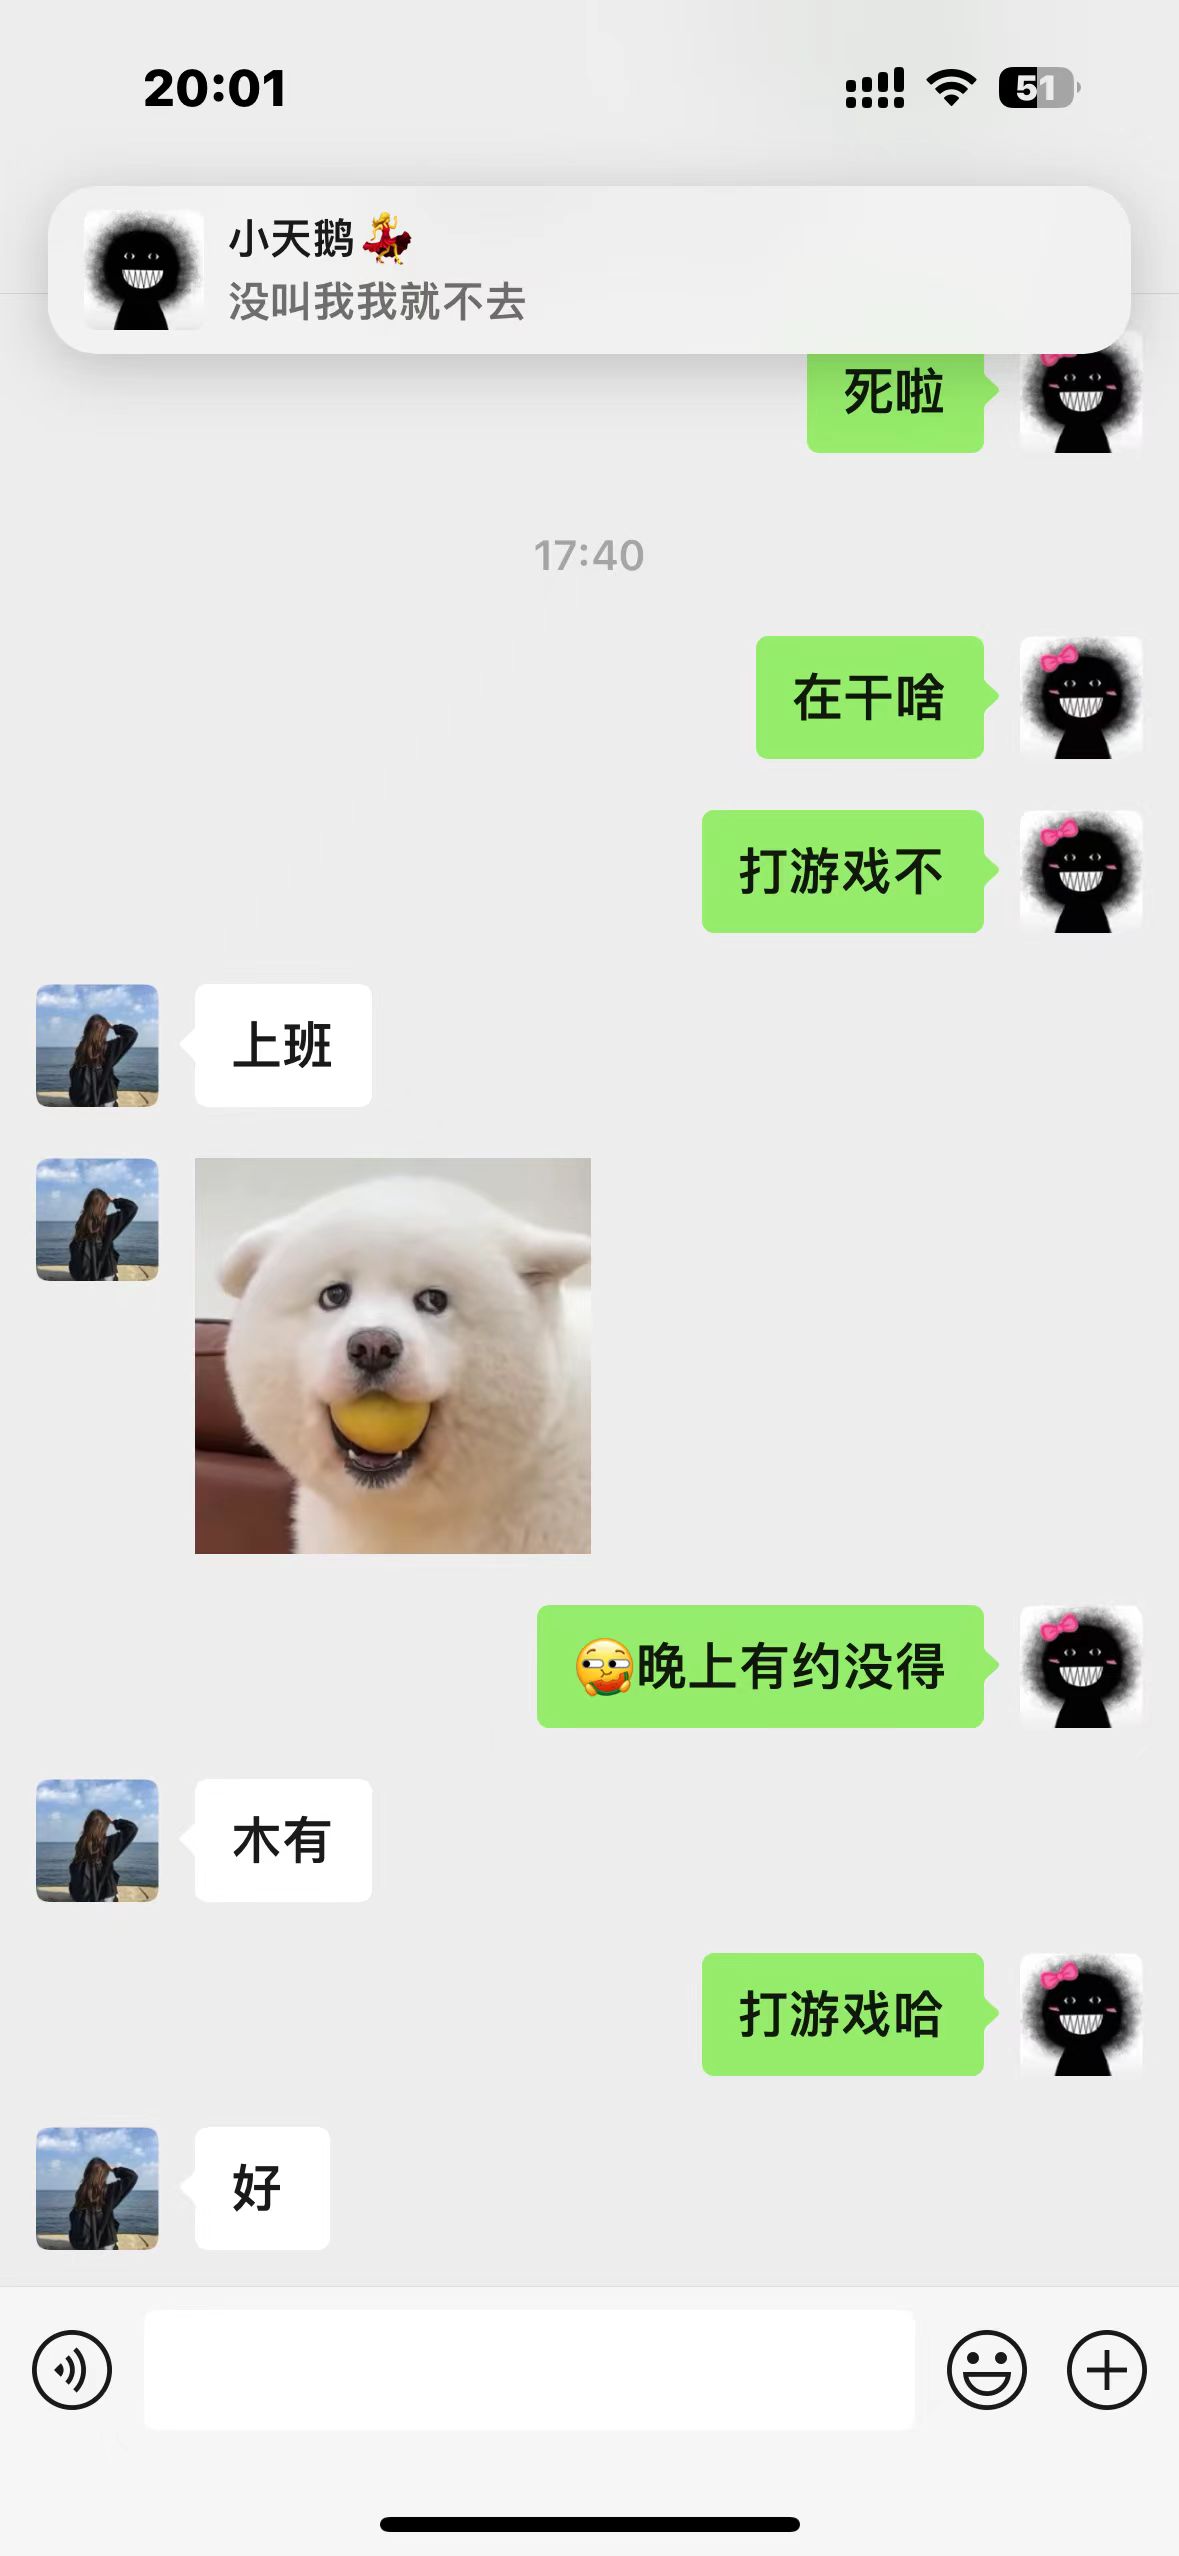 20:01
51
小天鹅💃
没叫我我就不去
死啦
17:40
在干啥
打游戏不
上班
晚上有约没得
木有
打游戏哈
好